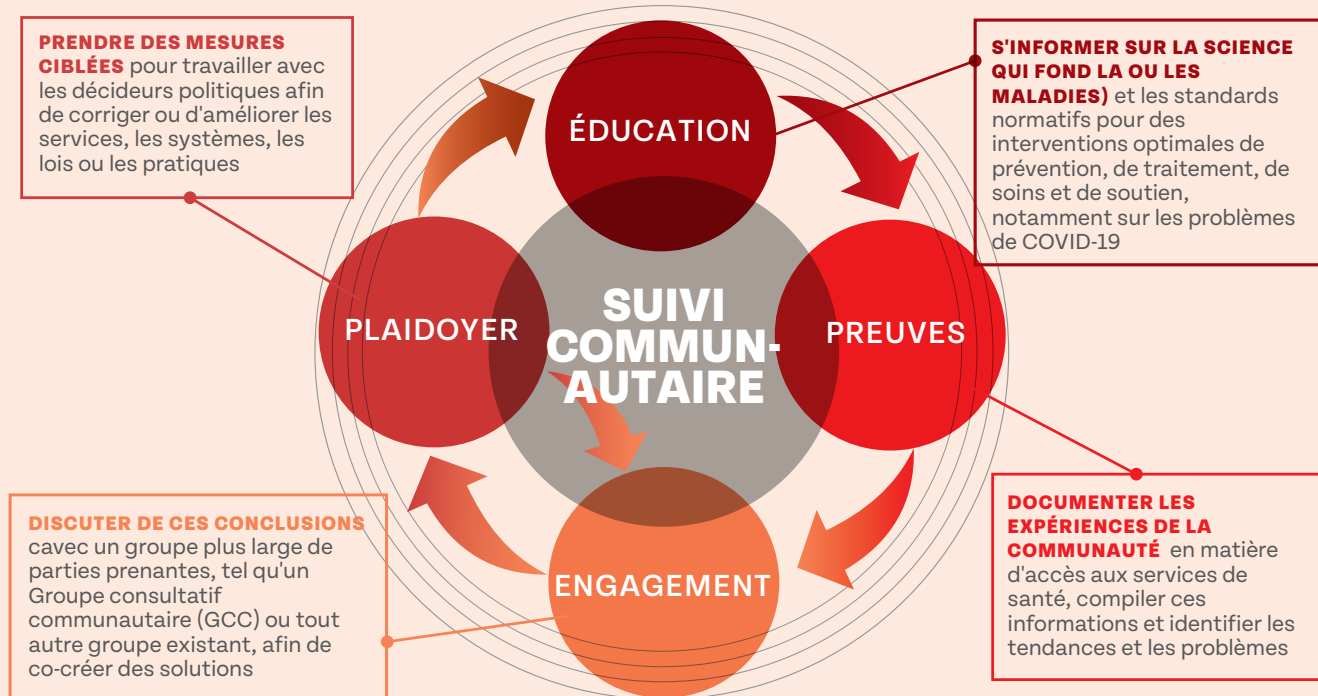 PRENDRE DES MESURES
CIBLÉES pour travailler avec
les décideurs politiques afin
de corriger ou d'améliorer les
services, les systèmes, les
lois ou les pratiques
ÉDUCATION
S'INFORMER SUR LA SCIENCE
QUI FOND LA OU LES
MALADIES) et les standards
normatifs pour des
interventions optimales de
prévention, de traitement, de
soins et de soutien,
notamment sur les problèmes
de COVID-19
PLAIDOYER
SUIVI
COMMUN-
AUTAIRE
PREUVES
DISCUTER DE CES CONCLUSIONS
cavec un groupe plus large de
parties prenantes, tel qu'un
Groupe consultatif
communautaire (GCC) ou tout
autre groupe existant, afin de
co-créer des solutions
ENGAGEMENT
DOCUMENTER LES
EXPÉRIENCES DE LA
COMMUNAUTÉ en matière
d'accès aux services de
santé, compiler ces
informations et identifier les
tendances et les problèmes